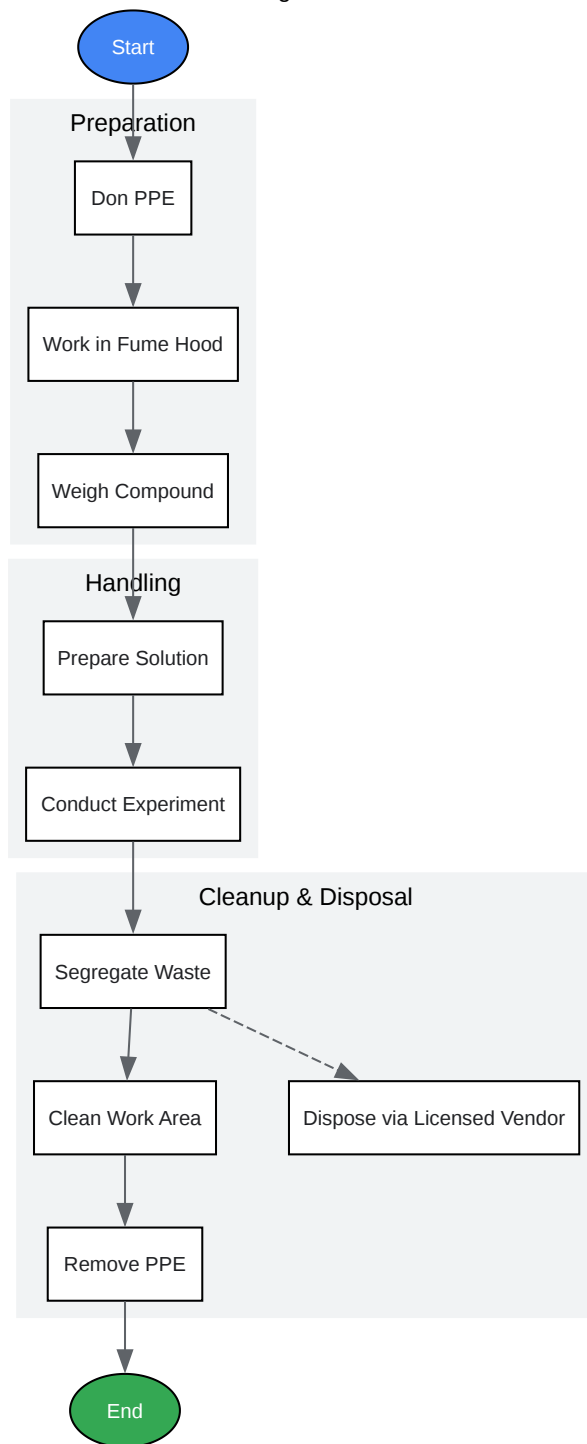 Start
Preparation
Don PPE
Work in Fume Hood
Weigh Compound
Handling
Prepare Solution
Conduct Experiment
Cleanup & Disposal
Segregate Waste
Clean Work Area
Dispose via Licensed Vendor
Remove PPE
End